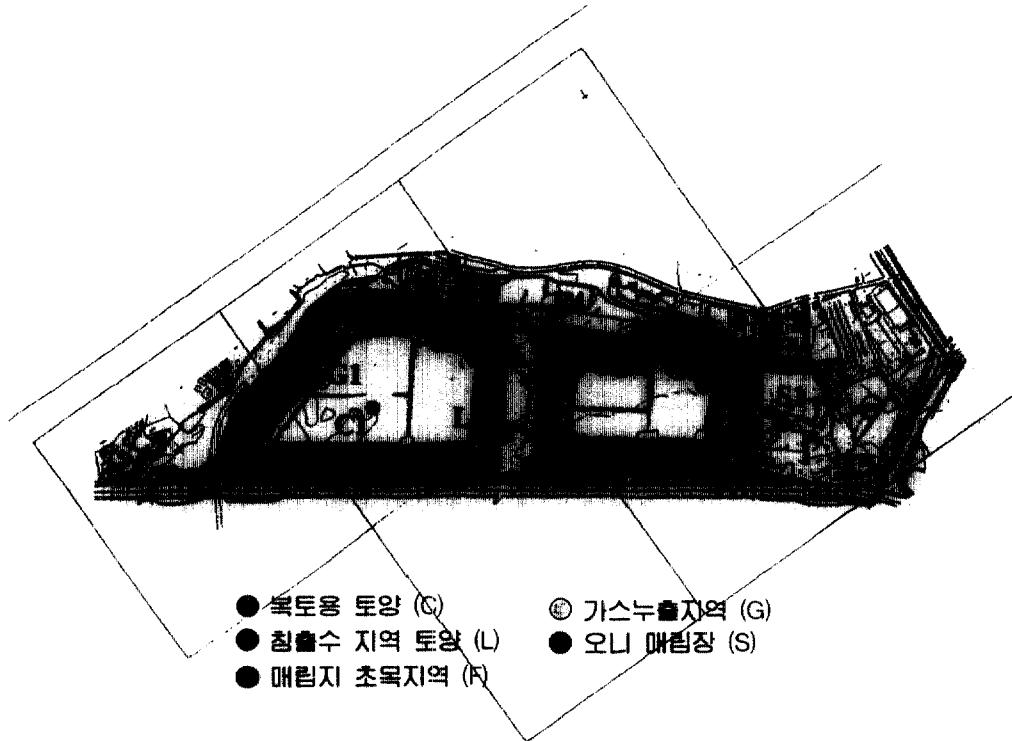 G1
● 복토용 토양 (C)
● 침출수 지역 토양 (L)
● 매립지 초목지역 (F)
가스누출지역 (G)
● 오니 매립장 (S)